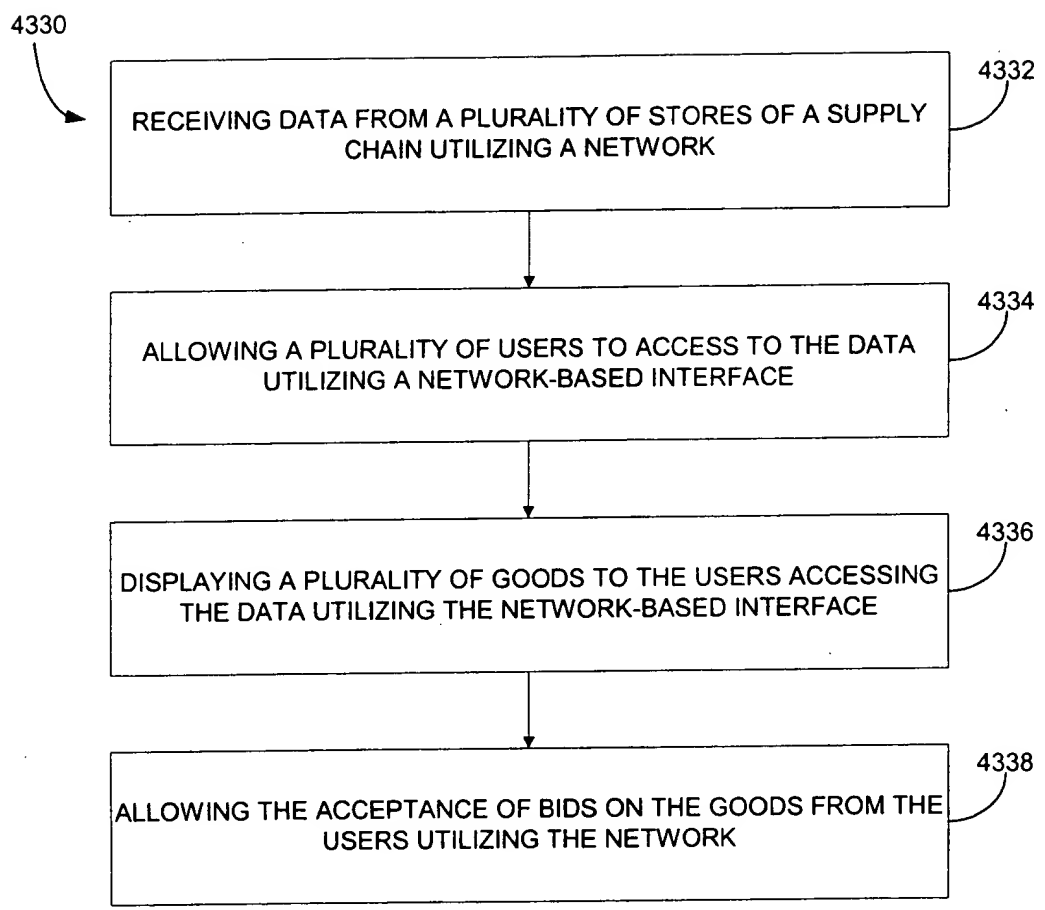 4330
4332
RECEIVING DATA FROM A PLURALITY OF STORES OF A SUPPLY
CHAIN UTILIZING A NETWORK
4334
ALLOWING A PLURALITY OF USERS TO ACCESS TO THE DATA
UTILIZING A NETWORK-BASED INTERFACE
4336
DISPLAYING A PLURALITY OF GOODS TO THE USERS ACCESSING
THE DATA UTILIZING THE NETWORK-BASED INTERFACE
4338
ALLOWING THE ACCEPTANCE OF BIDS ON THE GOODS FROM THE
USERS UTILIZING THE NETWORK